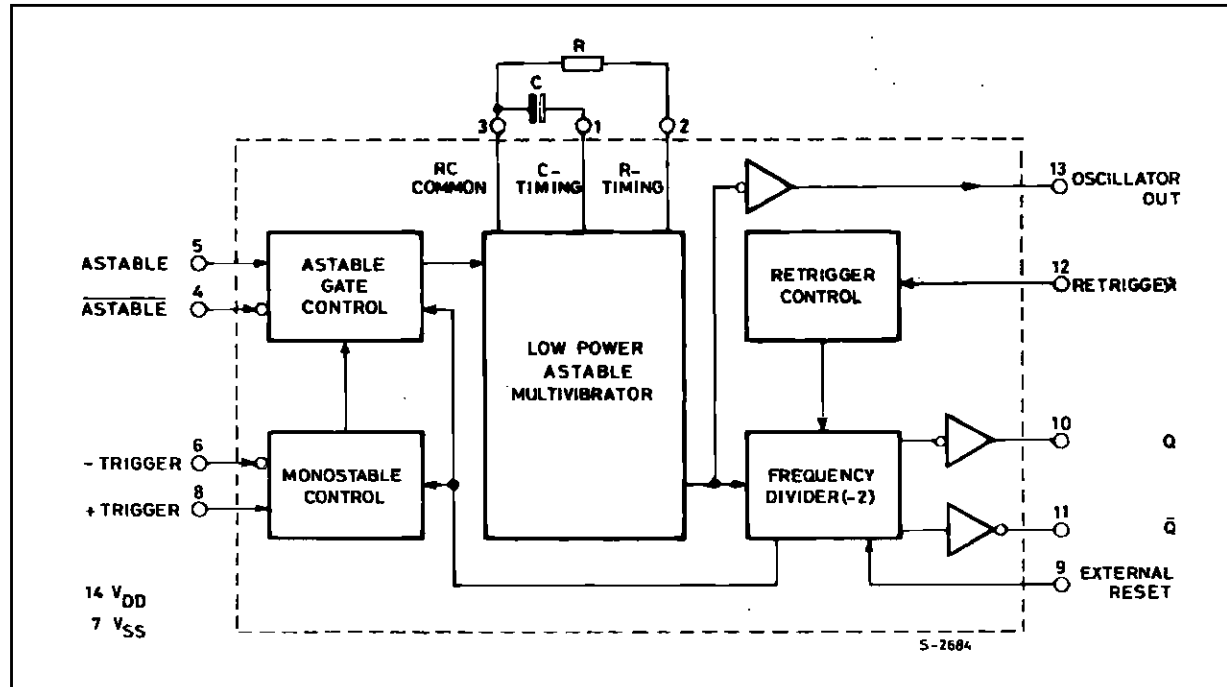 R
C
3
1
2
RC
COMMON
C-
TIMING
R-
TIMING
13
OSCILLATOR
OUT
5
ASTABLE
4
A̅S̅T̅A̅B̅L̅E̅
ASTABLE
GATE
CONTROL
RETRIGGER
CONTROL
12
RETRIGGER
LOW POWER
ASTABLE
MULTIVIBRATOR
6
- TRIGGER
8
+ TRIGGER
MONOSTABLE
CONTROL
FREQUENCY
DIVIDER(-2)
10
Q
11
Q̅
9
EXTERNAL
RESET
14 VDD
7 VSS
S-2684